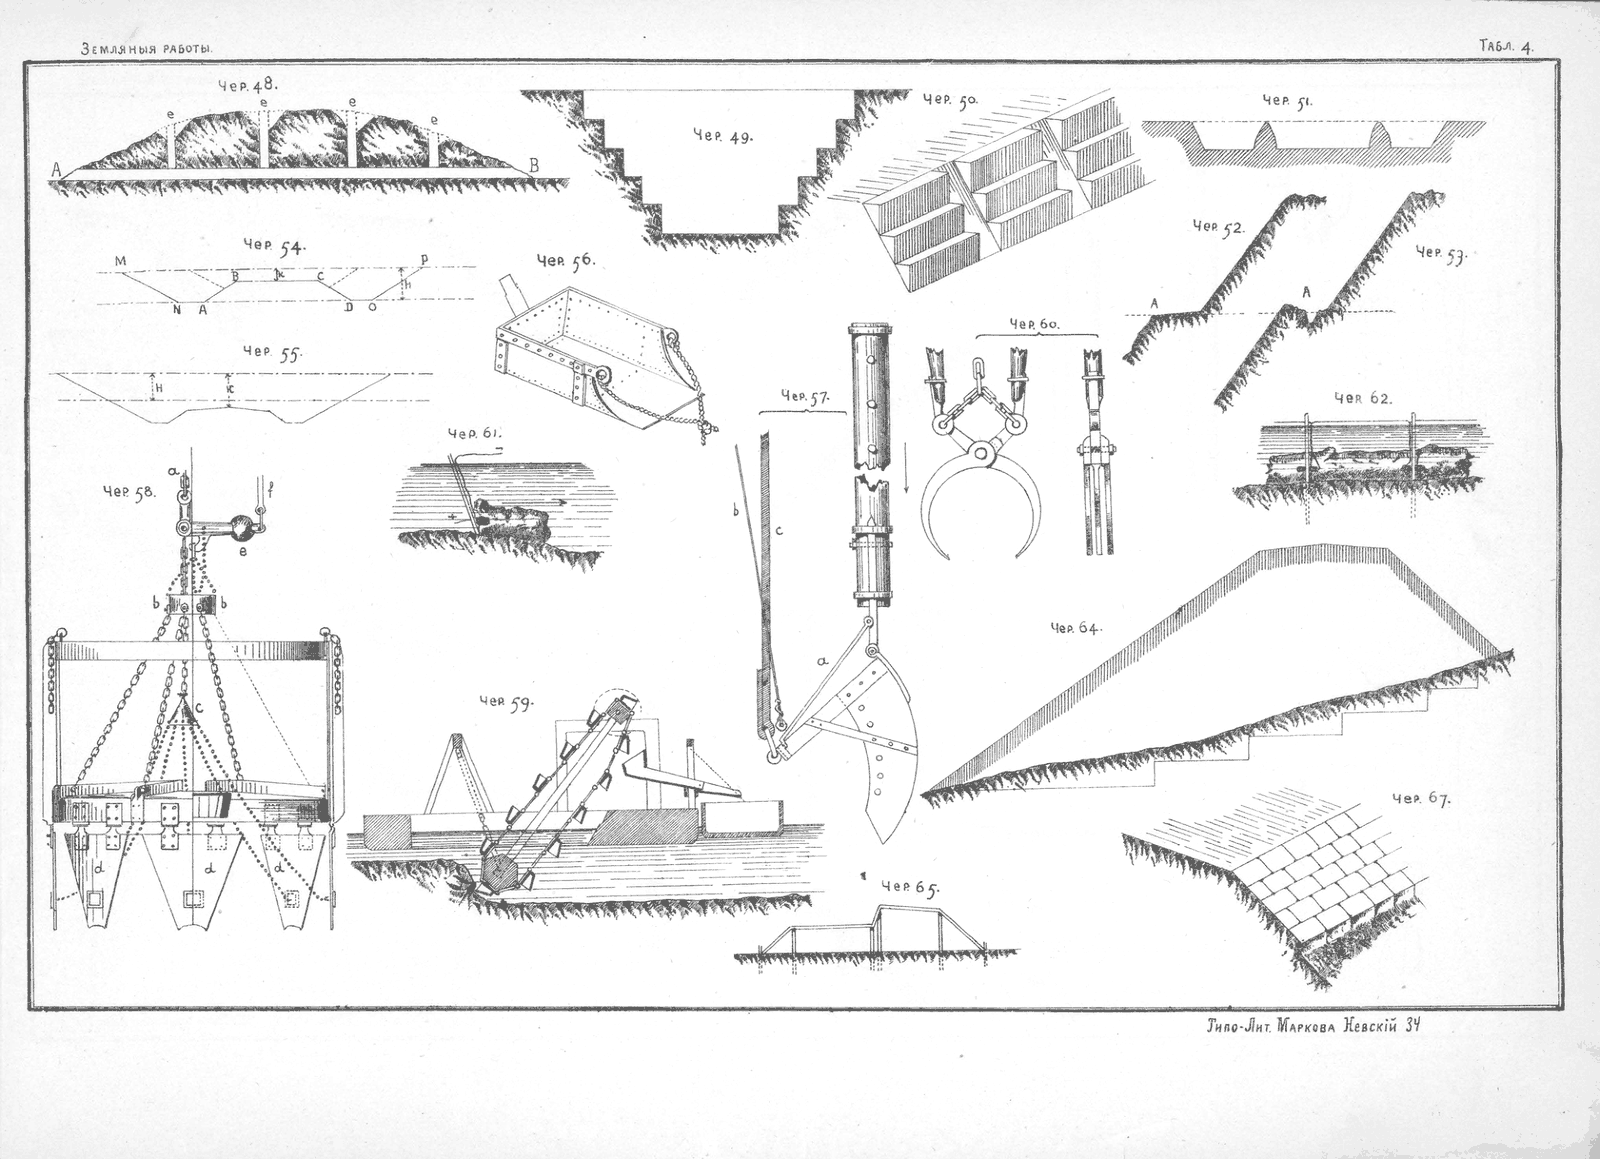 Земляныя работы.
Табл. 4.
Чер. 48.
e
e
e
e
A
B
Чер. 49.
Чер. 50.
Чер. 51.
Чер. 52.
A
Чер. 53.
A
Чер. 54.
M
P
B
K
C
h
N
A
D
O
Чер. 55.
H
K
Чер. 56.
Чер. 57.
b
c
a
Чер. 58.
a
f
e
b
b
c
d
d
d
Чер. 59.
Чер. 60.
Чер. 61.
Чер. 62.
Чер. 64.
Чер. 65.
Чер. 67.
Типо-Лит. Маркова Невскій 34